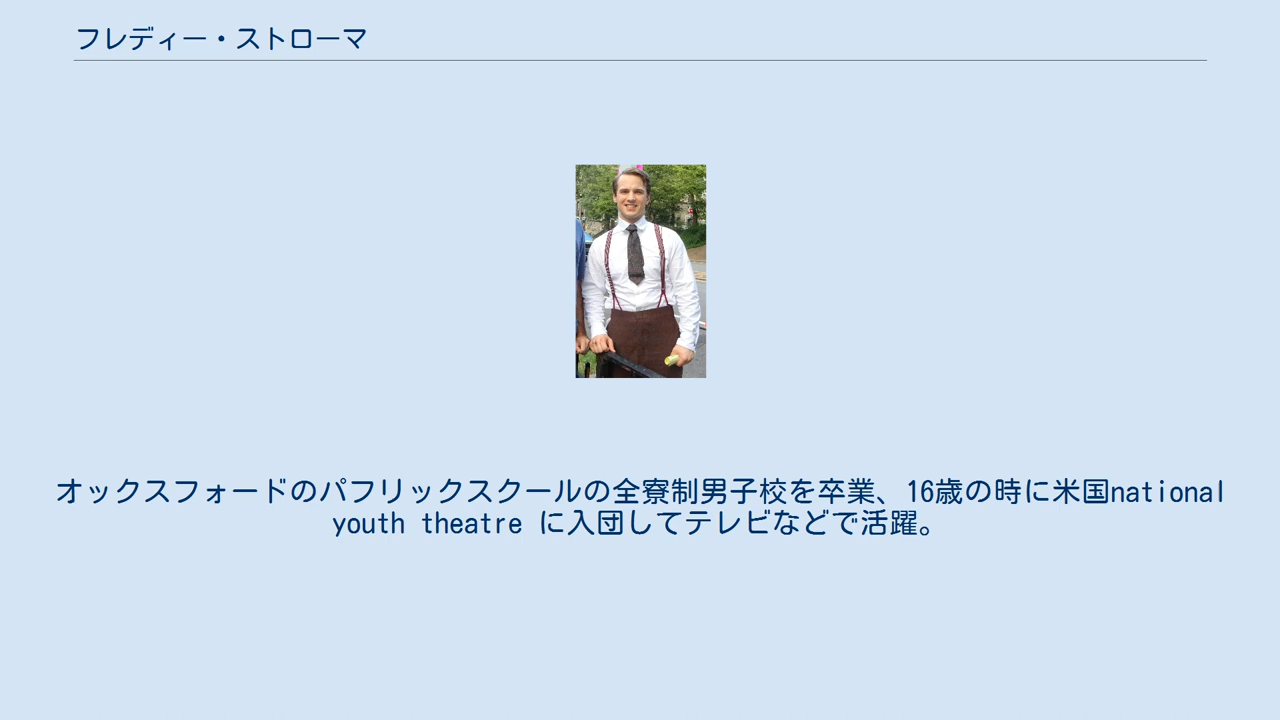 フレディー・ストローマ
オックスフォードのパフリックスクールの全寮制男子校を卒業、16歳の時に米国national
youth theatre に入団してテレビなどで活躍。